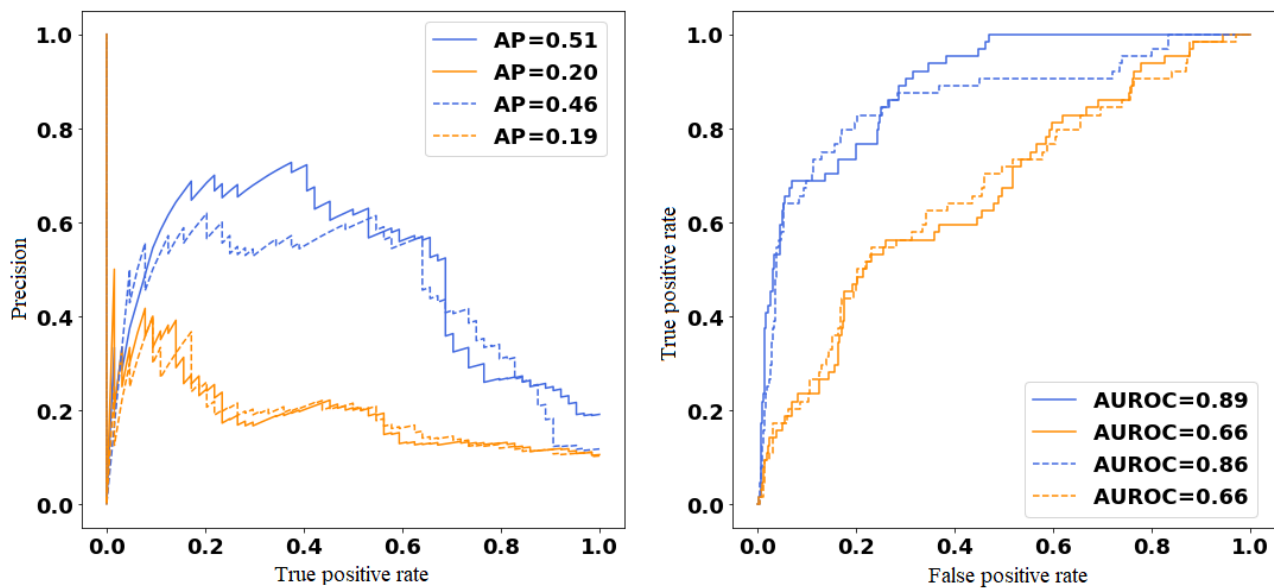 1.0
0.8
0.6
0.4
0.2
0.0
Precision
0.0 0.2 0.4 0.6 0.8 1.0
True positive rate
AP=0.51
AP=0.20
AP=0.46
AP=0.19
1.0
0.8
0.6
0.4
0.2
0.0
True positive rate
0.0 0.2 0.4 0.6 0.8 1.0
False positive rate
AUROC=0.89
AUROC=0.66
AUROC=0.86
AUROC=0.66